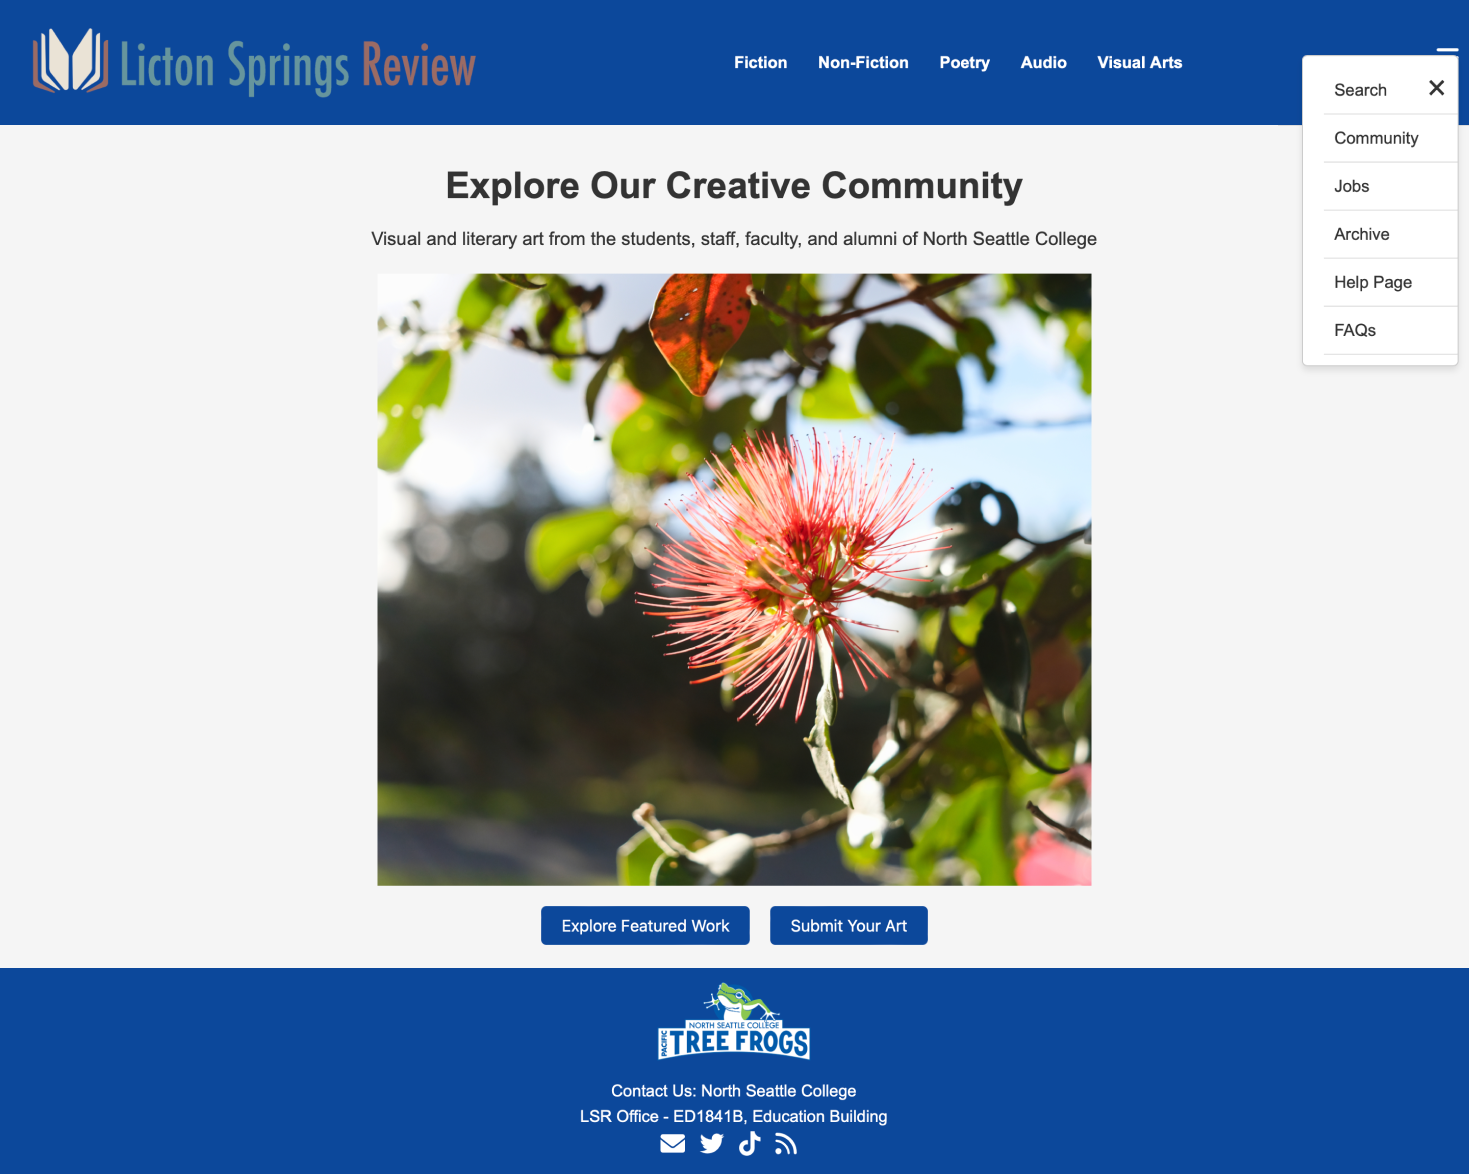 Licton Springs Review
Fiction Non-Fiction Poetry Audio Visual Arts
Search
Community
Jobs
Archive
Help Page
FAQs
Explore Our Creative Community
Visual and literary art from the students, staff, faculty, and alumni of North Seattle College
Explore Featured Work Submit Your Art
NORTH SEATTLE COLLEGE
PACIFIC TREE FROGS
Contact Us: North Seattle College
LSR Office - ED1841B, Education Building